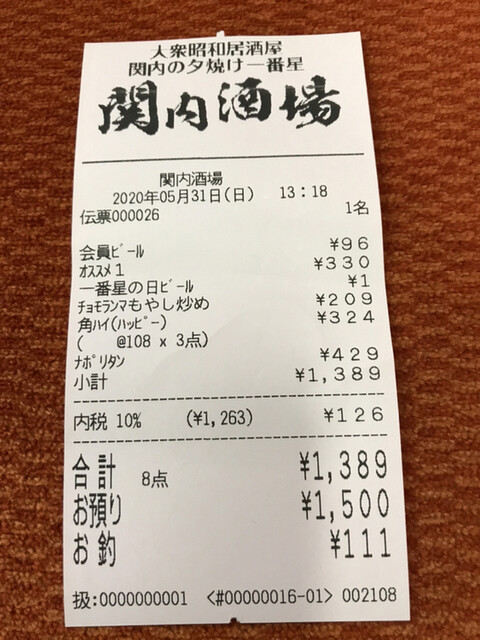 大衆昭和居酒屋
関内の夕焼け一番星
関内酒場
関内酒場
2020年05月31日(日) 13:18
伝票000026 1名
会員ﾋﾞｰﾙ ¥96
ｵｽｽﾒ1 ¥330
一番星の日ﾋﾞｰﾙ ¥1
ﾁｮﾓﾗﾝﾏもやし炒め ¥209
角ハイ(ﾊｯﾋﾟｰ) ¥324
( @108 x 3点)
ﾅﾎﾟﾘﾀﾝ ¥429
小計 ¥1,389
内税 10% (¥1,263) ¥126
合計 8点 ¥1,389
お預り ¥1,500
お釣 ¥111
扱:0000000001 <#00000016-01> 002108